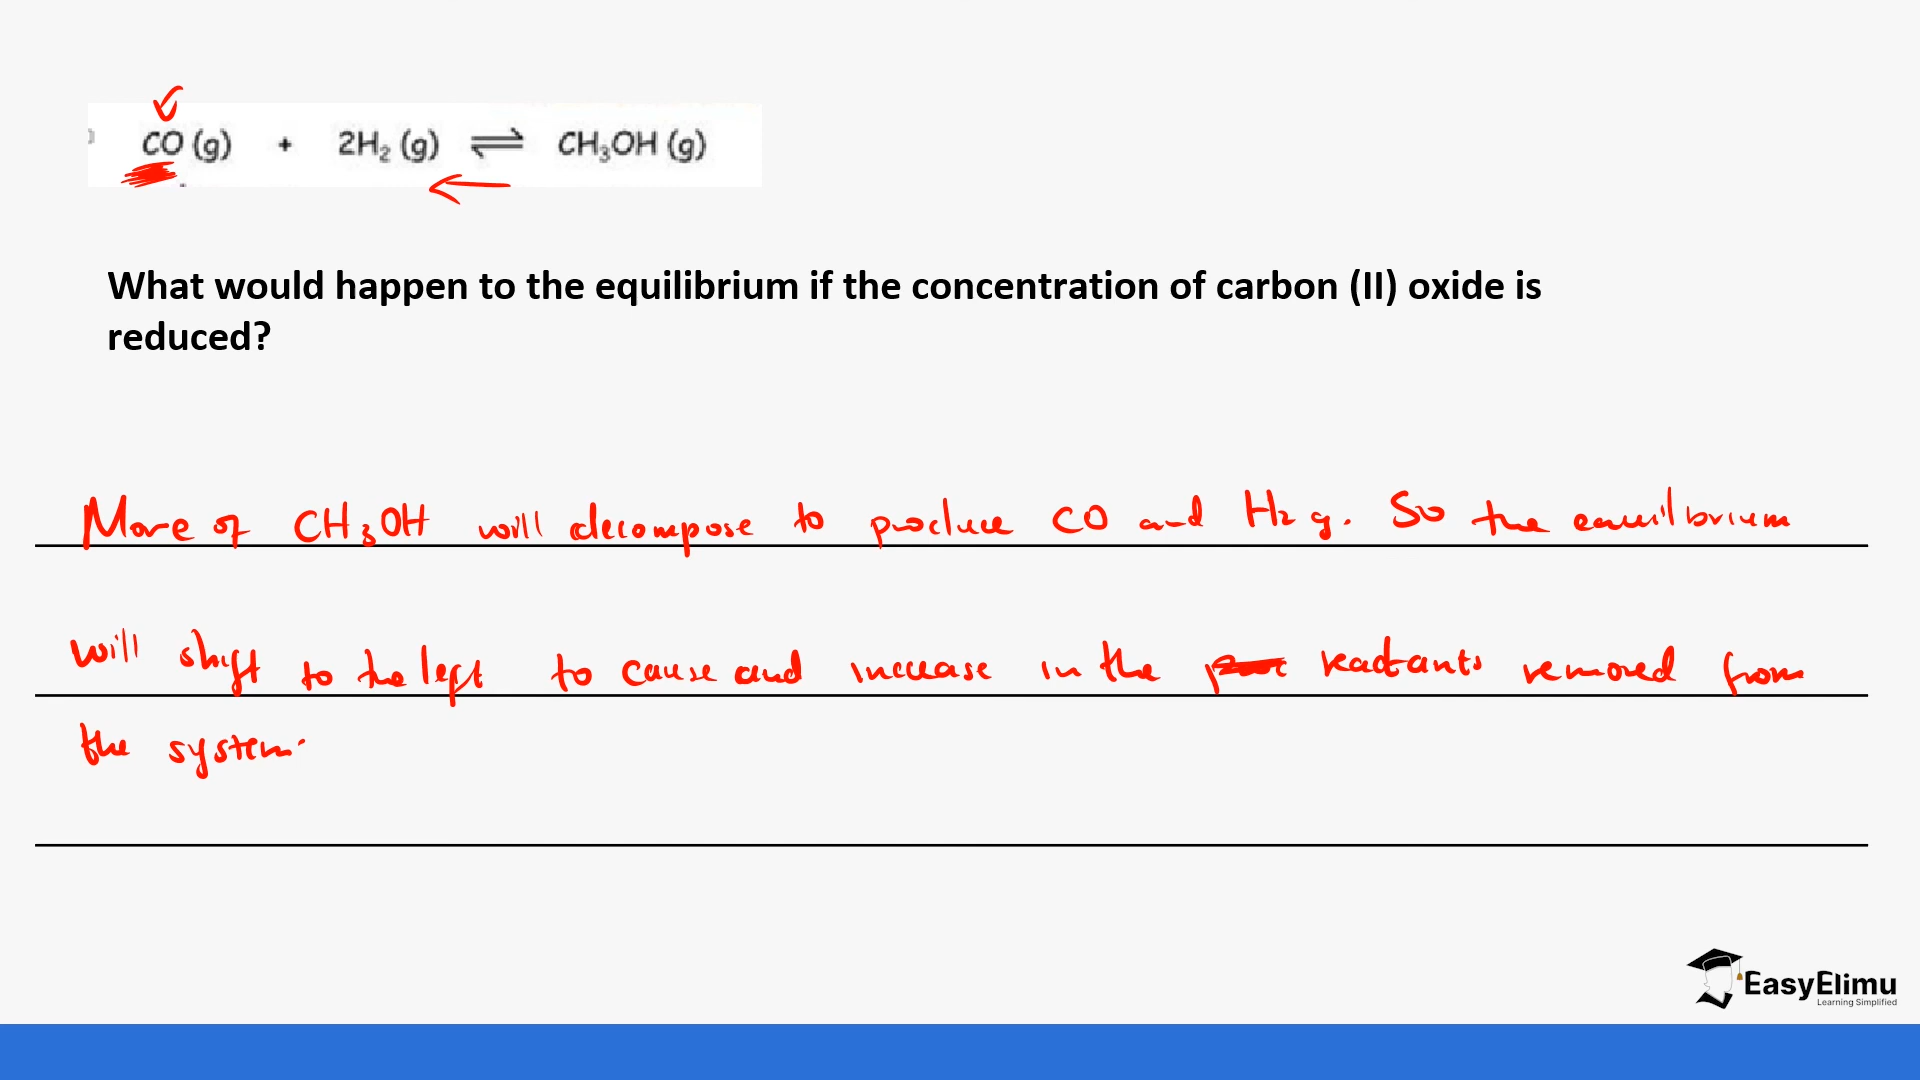 CO (g) + 2H₂ (g) ⇌ CH₃OH (g)
What would happen to the equilibrium if the concentration of carbon (II) oxide is
reduced?
More of CH₃OH will decompose to produce CO and H₂ g. So the equilibrium
will shift to the left to cause and increase in the reactants removed from
the system.
EasyElimu
Learning Simplified